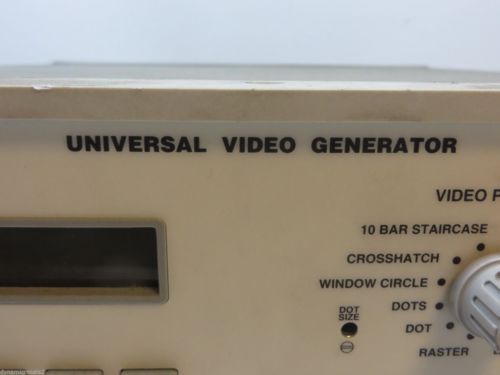 UNIVERSAL VIDEO GENERATOR
VIDEO P
10 BAR STAIRCASE
CROSSHATCH
WINDOW CIRCLE
DOTS
DOT
SIZE
DOT
RASTER